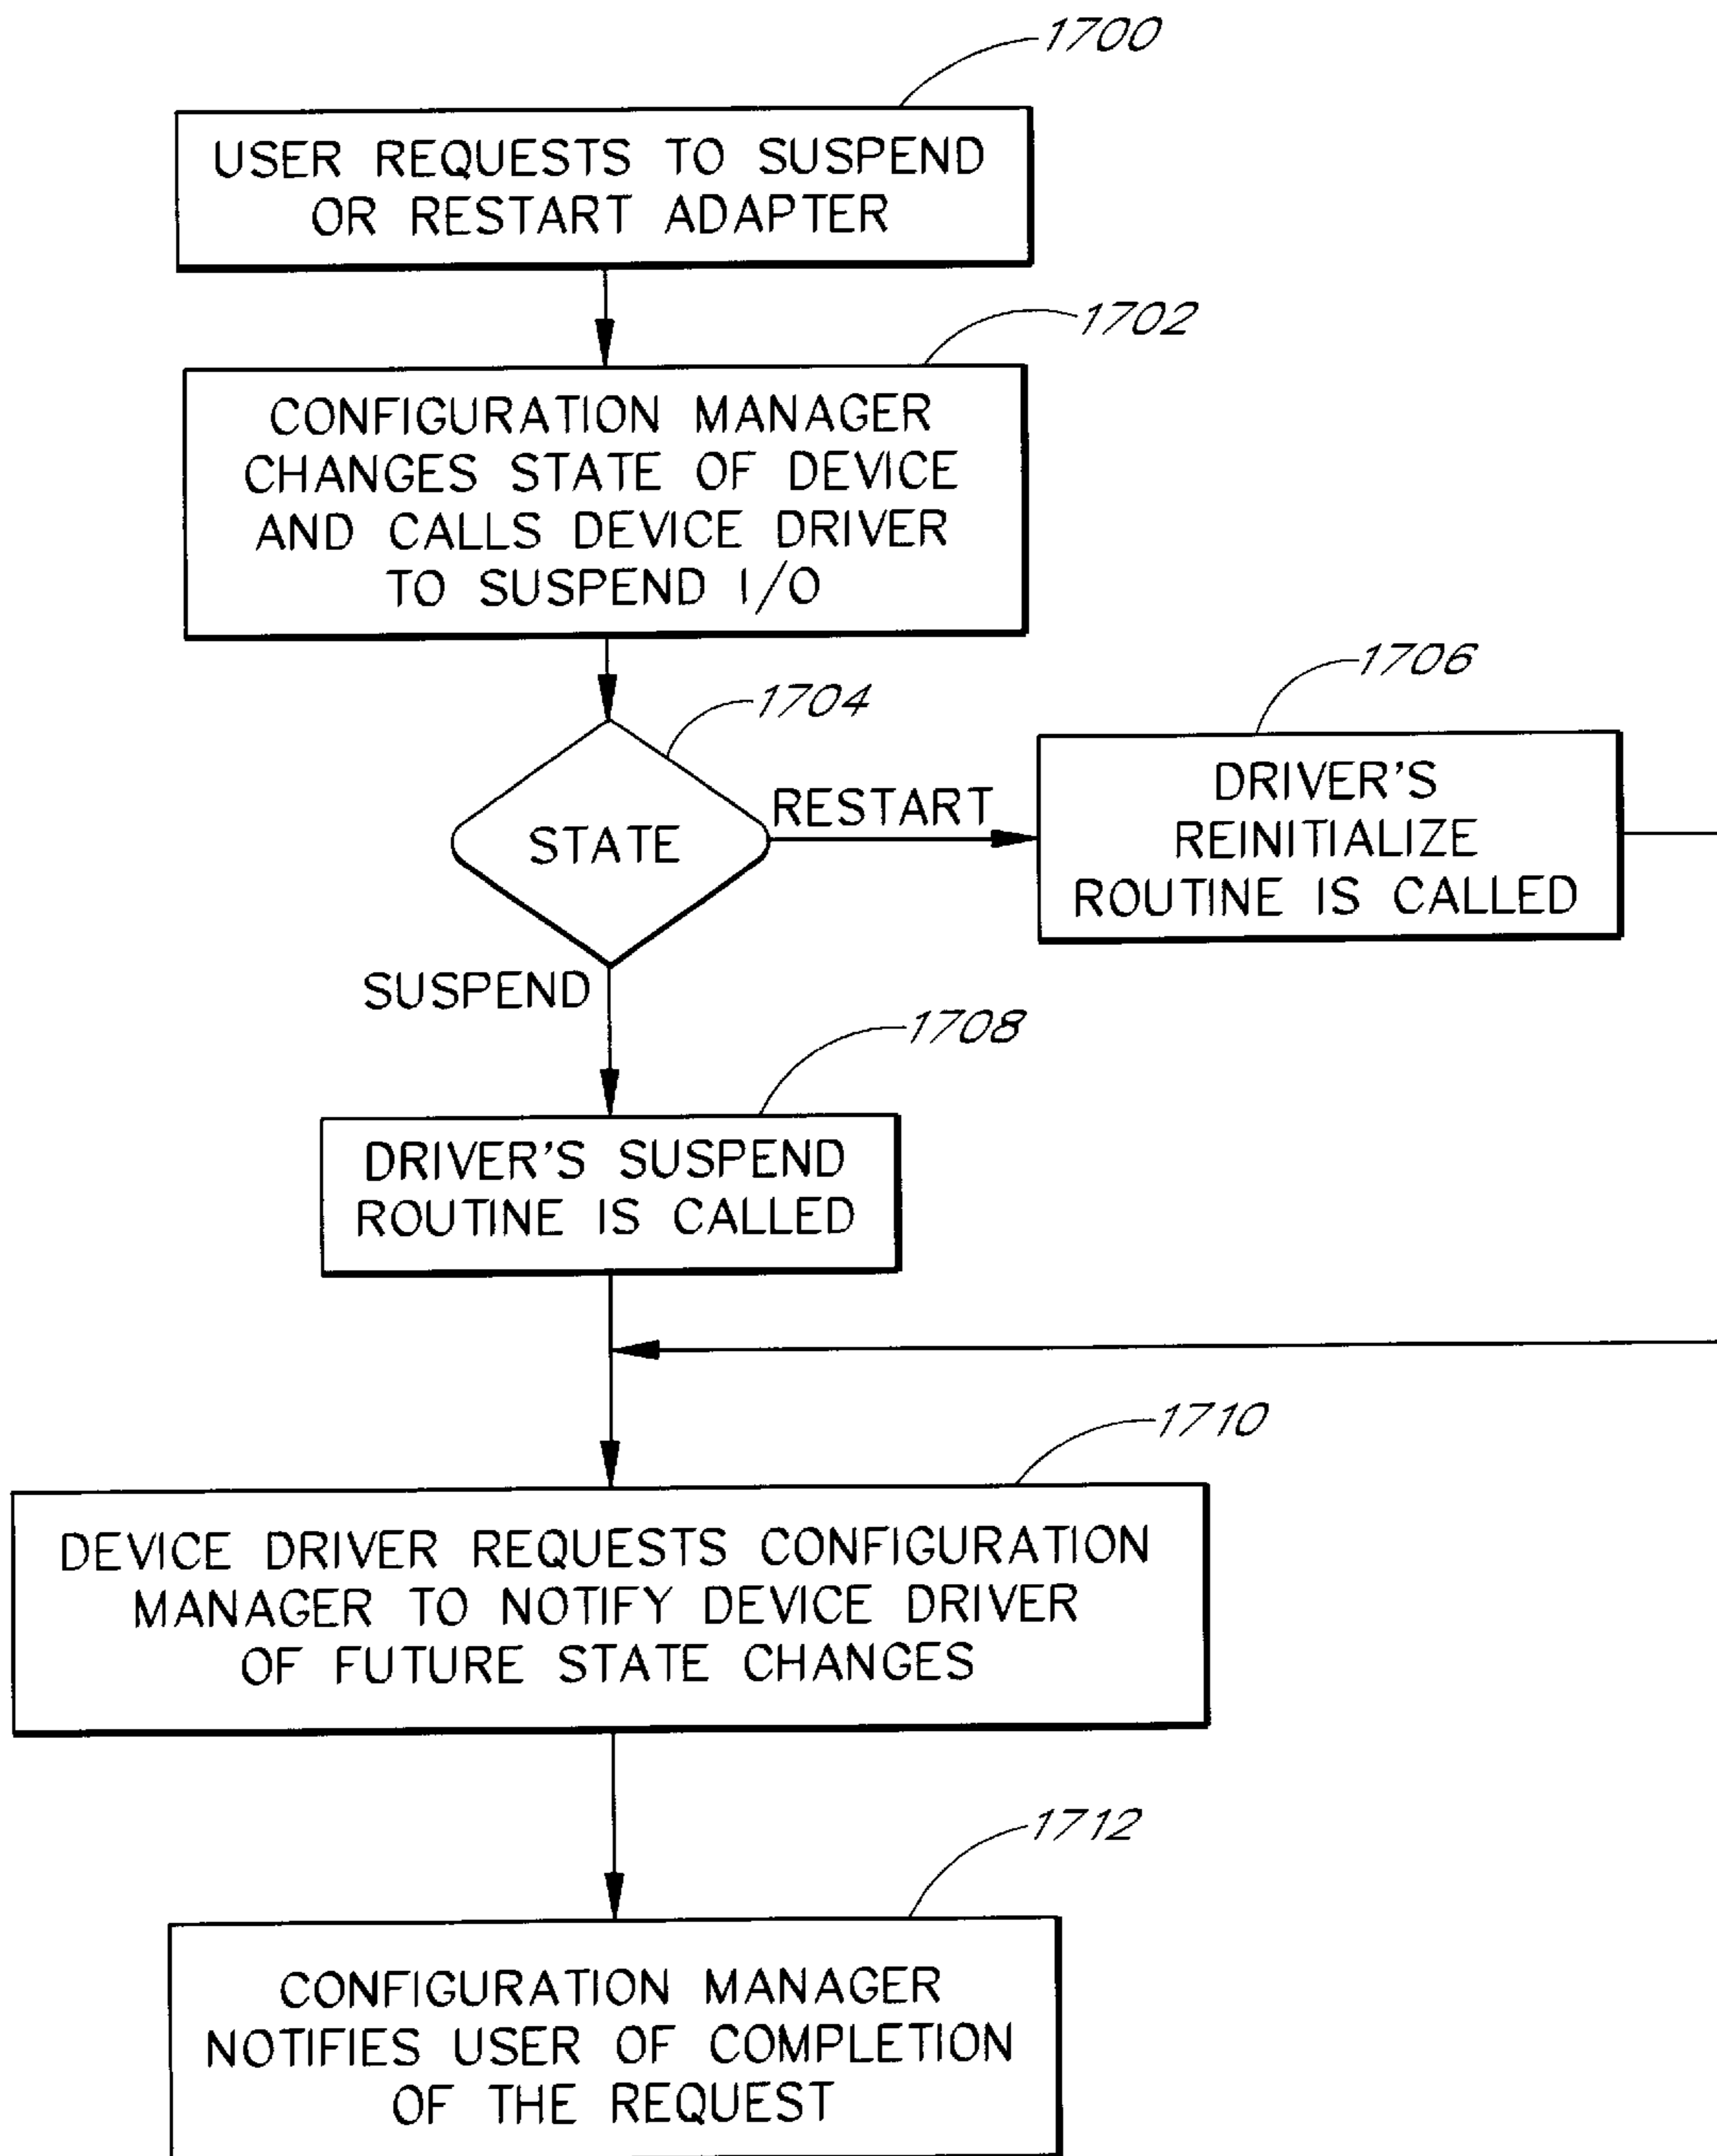 1700
USER REQUESTS TO SUSPEND
OR RESTART ADAPTER
1702
CONFIGURATION MANAGER
CHANGES STATE OF DEVICE
AND CALLS DEVICE DRIVER
TO SUSPEND I/O
1704
STATE
RESTART
1706
DRIVER'S
REINITIALIZE
ROUTINE IS CALLED
SUSPEND
1708
DRIVER'S SUSPEND
ROUTINE IS CALLED
1710
DEVICE DRIVER REQUESTS CONFIGURATION
MANAGER TO NOTIFY DEVICE DRIVER
OF FUTURE STATE CHANGES
1712
CONFIGURATION MANAGER
NOTIFIES USER OF COMPLETION
OF THE REQUEST